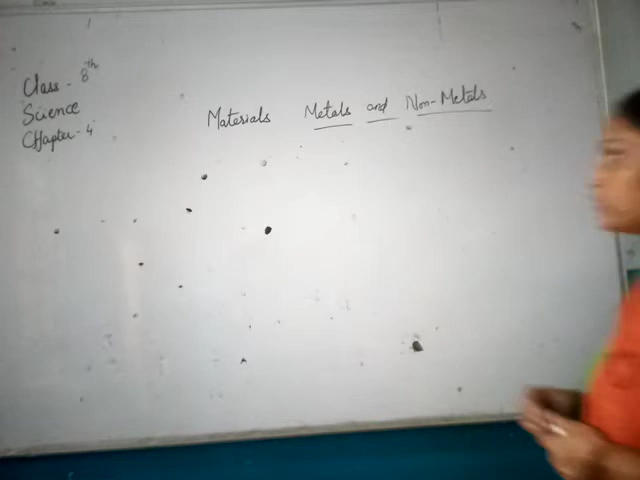 Class - 8th
Science
Chapter - 4
Materials Metals and Non-Metals